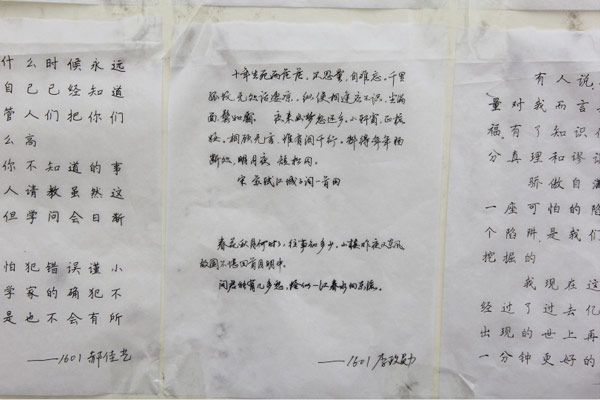 什么时候永远
自己已经知道
管人们把你们
么高
你不知道的事
人请教虽然这
但学问会日
怕犯错误谨小
学家的确犯不
是也不会有所
——1601 郝佳艺
十年生死两茫茫，不思量，自难忘，千里
孤坟无处话凄凉，纵使相逢应不识，尘满
面鬓如霜 夜来幽梦忽还乡，小轩窗，正梳
妆，相顾无言，惟有泪千行，料得年年肠
断处，明月夜 短松冈。
宋 苏轼江城子词一首
春花秋月何时了，往事知多少，小楼昨夜又东风
故国不堪回首月明中。
问君能有几多愁，恰似一江春水向东流。
——1601 李
有人说
量对我而言
福，有了知识
分真理和谬
骄傲自满
一座可怕的陷
个陷阱是我们
挖掘的
我现在这
经过了过去亿
出现的世上再
一分钟更好的